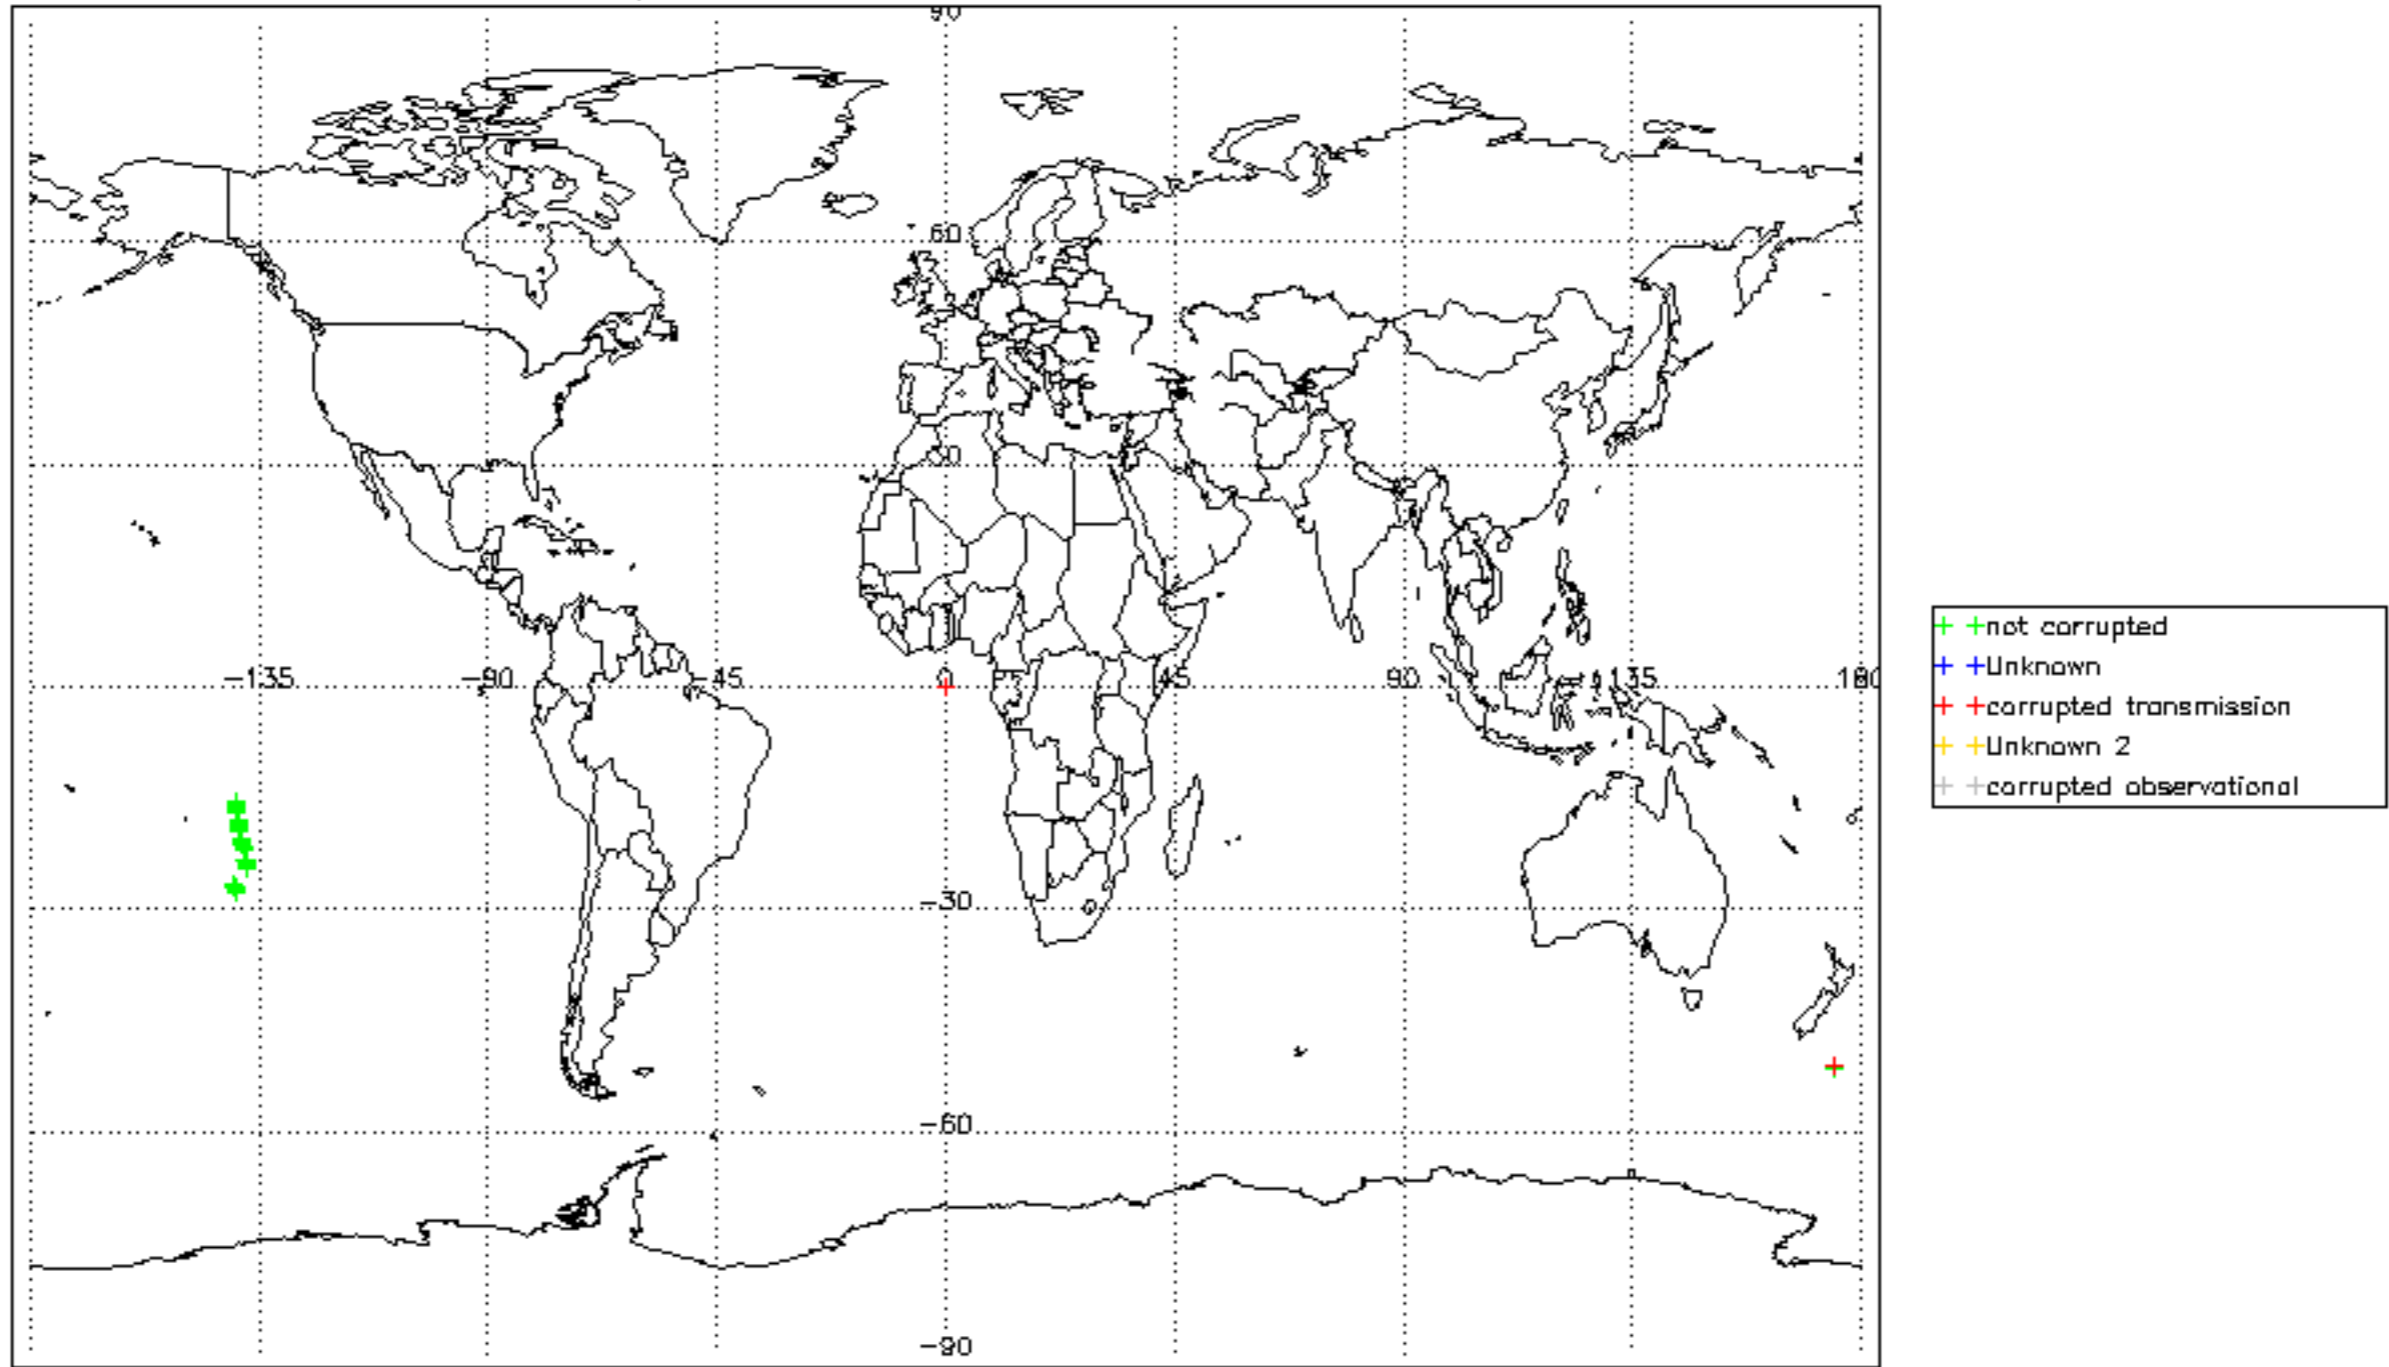 90
60
30
-135
-90
-45
0
45
90
135
180
-30
-60
-90
not corrupted
Unknown
corrupted transmission
Unknown 2
corrupted observational